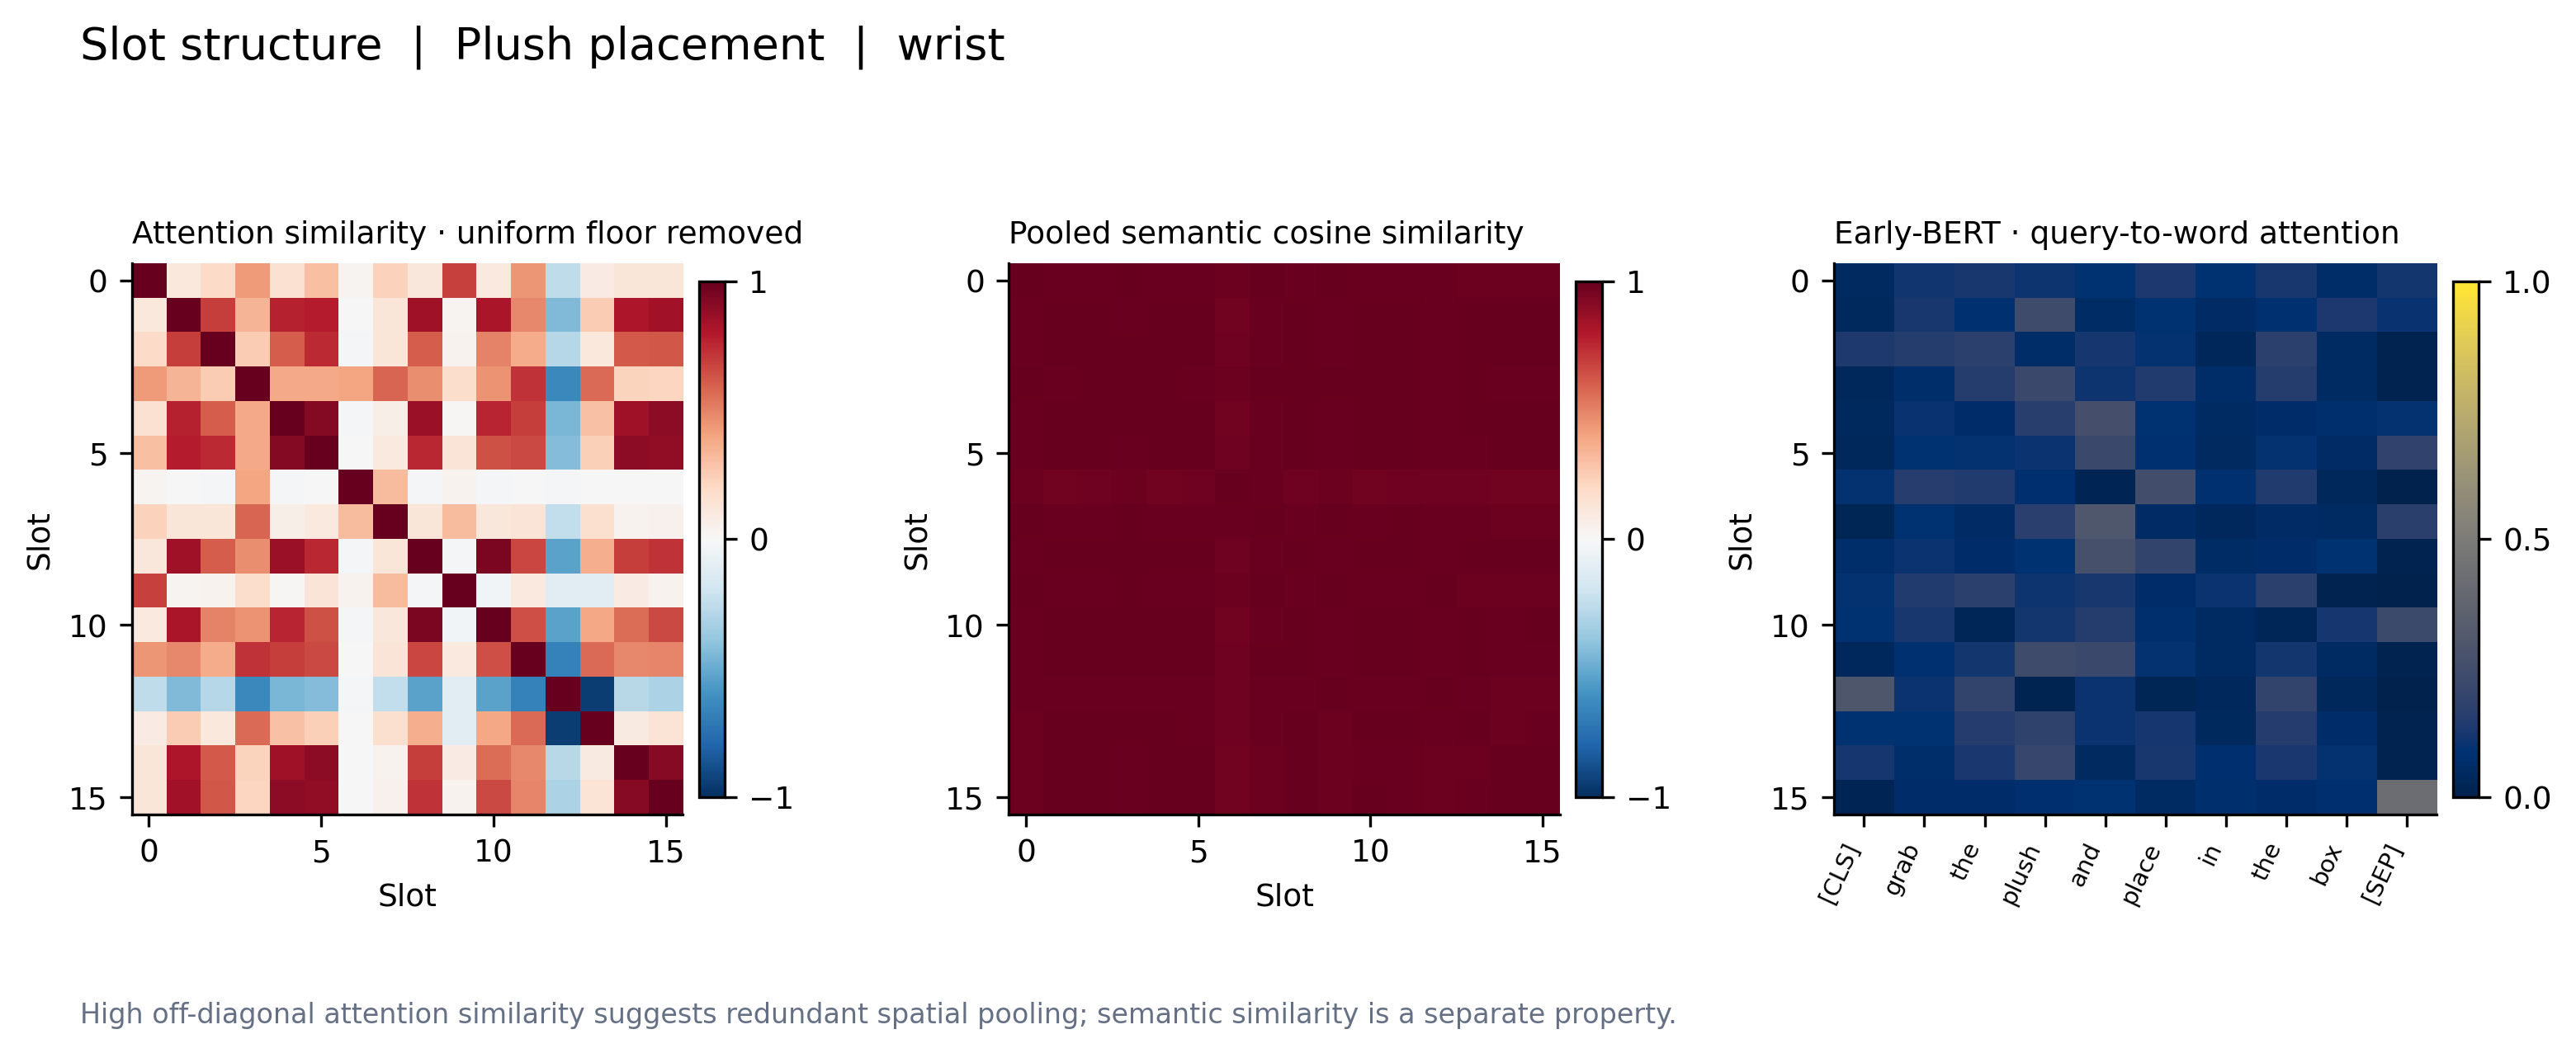 Slot structure | Plush placement | wrist
Attention similarity · uniform floor removed
Slot
0
5
10
15
0
5
10
15
Slot
1
0
−1
Pooled semantic cosine similarity
Slot
0
5
10
15
0
5
10
15
Slot
1
0
−1
Early-BERT · query-to-word attention
Slot
0
5
10
15
[CLS]
grab
the
plush
and
place
in
the
box
[SEP]
1.0
0.5
0.0
High off-diagonal attention similarity suggests redundant spatial pooling; semantic similarity is a separate property.